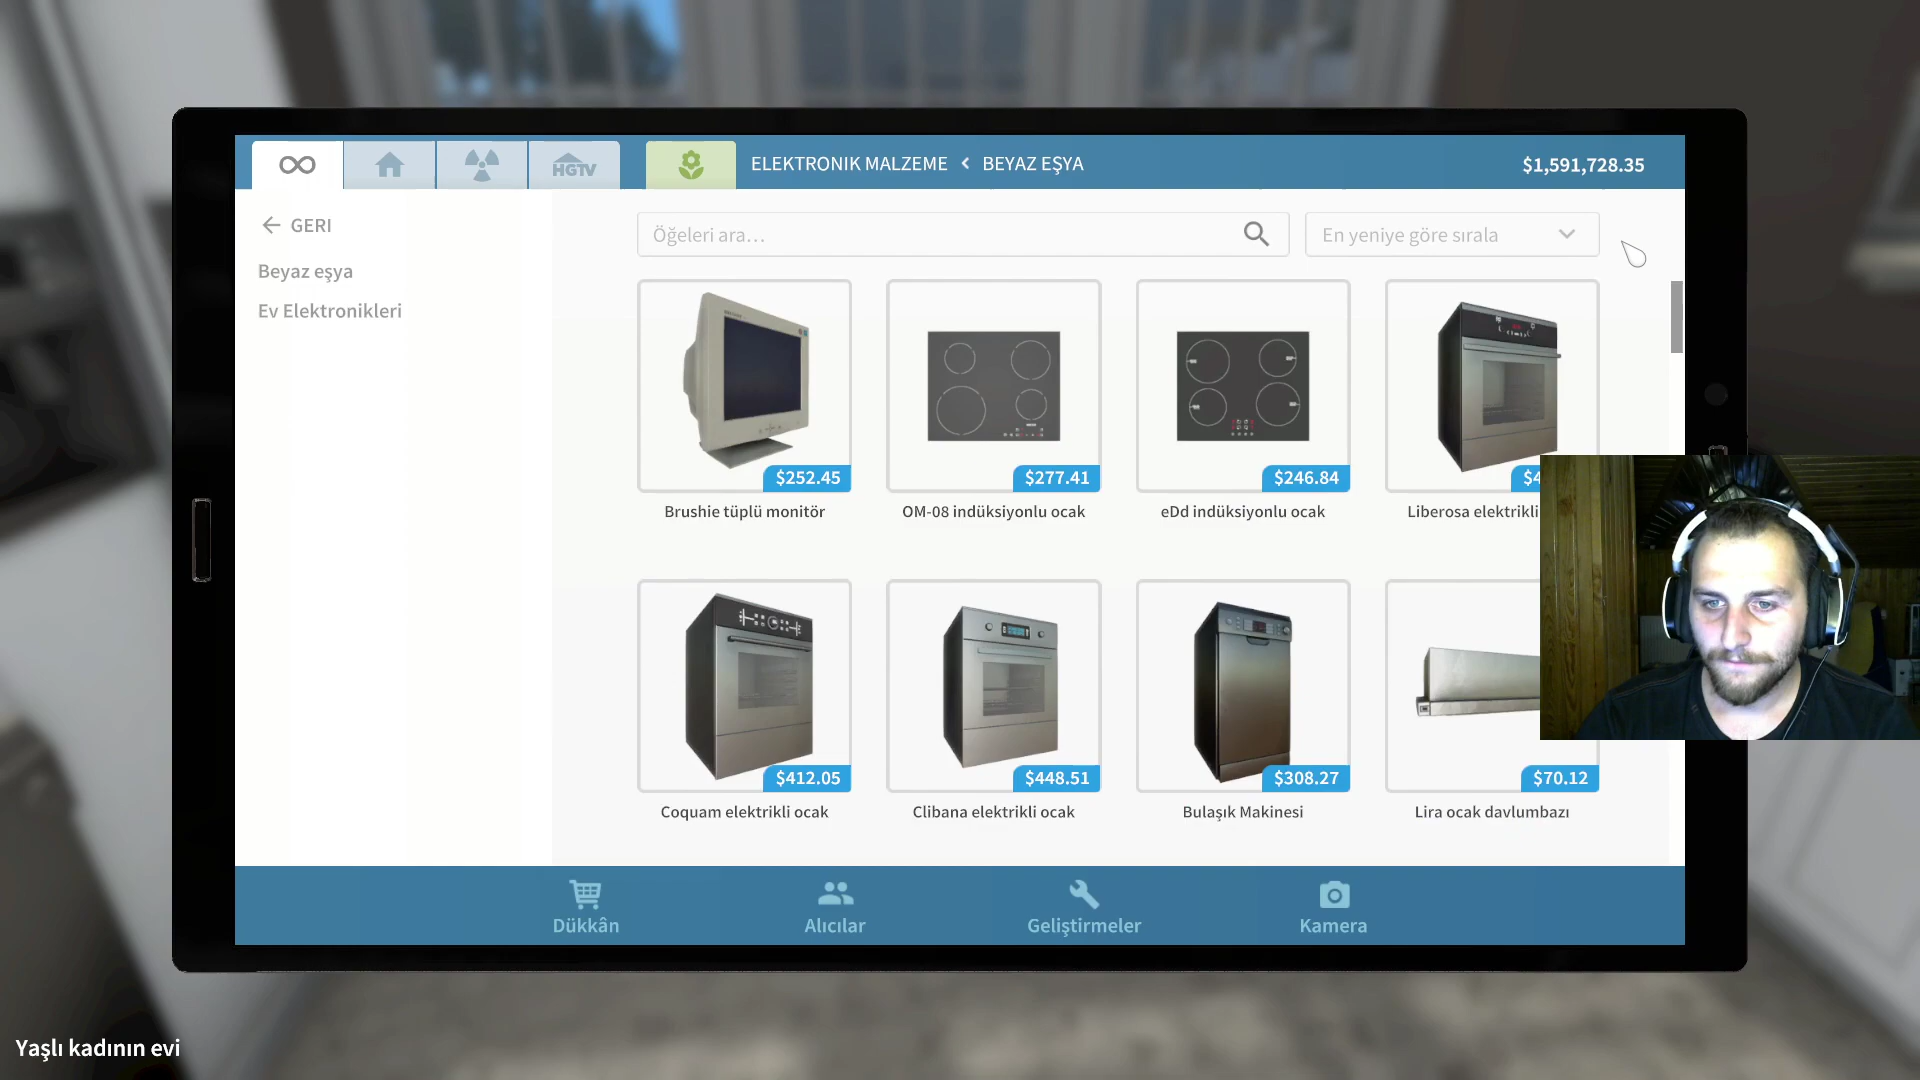 HGTV
ELEKTRONIK MALZEME < BEYAZ EŞYA
$1,591,728.35
← GERI
Beyaz eşya
Ev Elektronikleri
Öğeleri ara...
En yeniye göre sırala
$252.45
$277.41
$246.84
Brushie tüplü monitör
OM-08 indüksiyonlu ocak
eDd indüksiyonlu ocak
Liberosa elektrikli
$412.05
$448.51
$308.27
$70.12
Coquam elektrikli ocak
Clibana elektrikli ocak
Bulaşık Makinesi
Lira ocak davlumbazı
Dükkân
Alıcılar
Geliştirmeler
Kamera
Yaşlı kadının evi